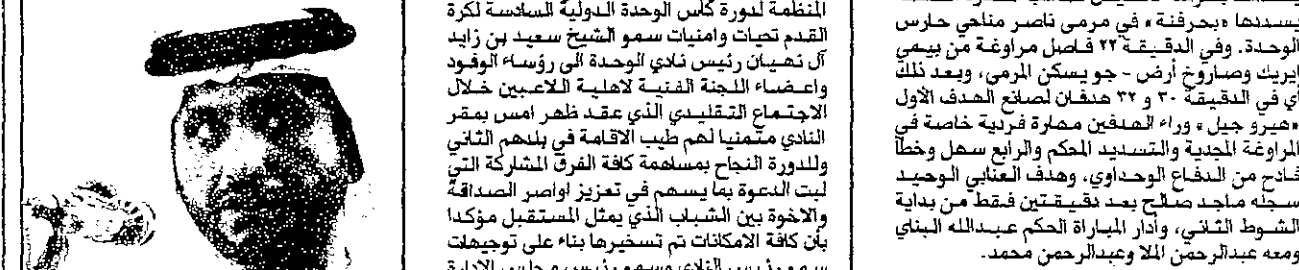 يسددها «بحرفنة» في مرمى ناصر مناحي حارس
الوحدة. وفي الدقيقة ٢٢ فاصل مراوغة من بيمي
ايريك وصاروخ أرض - جو يسكن المرمي، وبعد ذلك
أي في الدقيقة ٣٠ و ٣٢ هدفان لصانع الهدف الأول
«هيرو جيل» وراء الهدفين مهارة فردية خاصة في
المراوغة المجدية والتسديد المحكم والرابع سهل وخطأ
فادح من الدفاع الوحداوي، وهدف العنابي الوحيد
سجله ماجد صالح بعد دقيقتين فقط من بداية
الشوط الثاني، وأدار المباراة الحكم عبدالله البناي
ومعه عبدالرحمن الملا وعبدالرحمن محمد.
المنظمة لدورة كأس الوحدة الدولية السادسة لكرة
القدم تحيات وامنيات سمو الشيخ سعيد بن زايد
آل نهيان رئيس نادي الوحدة الى رؤساء الوفود
واعضاء اللجنة الفنية لاهلية اللاعبين خلال
الاجتماع التقليدي الذي عقد ظهر امس بمقر
النادي متمنيا لهم طيب الاقامة في بلدهم الثاني
وللدورة النجاح بمساهمة كافة الفرق المشاركة التي
لبت الدعوة بما يسهم في تعزيز اواصر الصداقة
والاخوة بين الشباب الذي يمثل المستقبل مؤكدا
بأن كافة الامكانات تم تسخيرها بناء على توجيهات